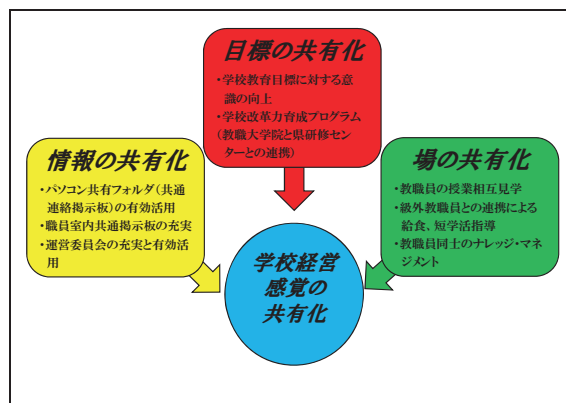 目標の共有化
・学校教育目標に対する意
識の向上
・学校改革力育成プログラム
(教職大学院と県研修セン
ターとの連携)
情報の共有化
・パソコン共有フォルダ(共通
連絡掲示板)の有効活用
・職員室内共通掲示板の充実
・運営委員会の充実と有効活
用
場の共有化
・教職員の授業相互見学
・級外教職員との連携による
給食、短学活指導
・教職員同士のナレッジ・マネ
ジメント
学校経営
感覚の
共有化